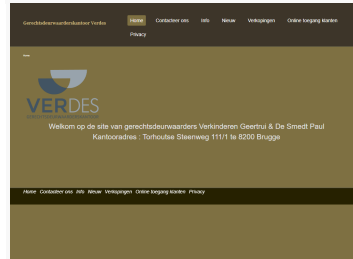 Gerechtsdeurwaarderskantoor Verdes
Home Contacteer ons Info Nieuw Verkopingen Online toegang klanten
Privacy
Home
VERDES
GERECHTSDEURWAARDERS
Welkom op de site van gerechtsdeurwaarders Verkinderen Geertrui & De Smedt Paul
Kantooradres : Torhoutse Steenweg 111/1 te 8200 Brugge
Home Contacteer ons Info Nieuw Verkopingen Online toegang klanten Privacy